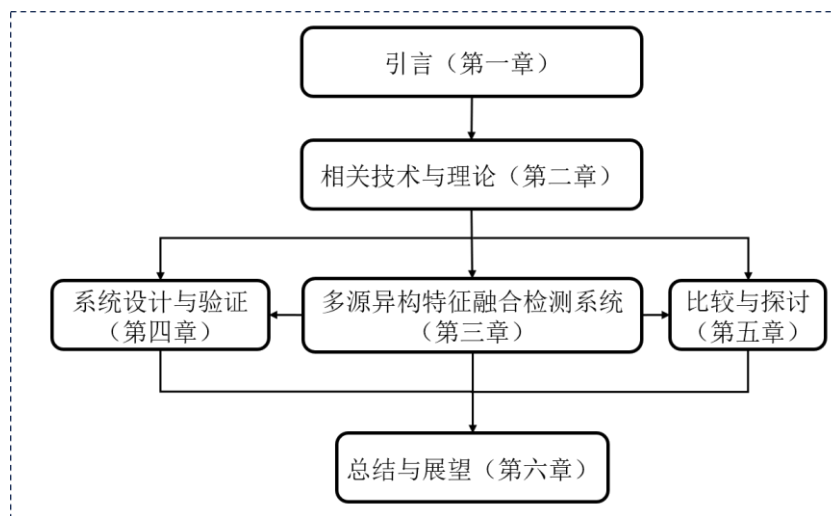 引言（第一章）
相关技术与理论（第二章）
系统设计与验证
（第四章）
多源异构特征融合检测系统
（第三章）
比较与探讨
（第五章）
总结与展望（第六章）